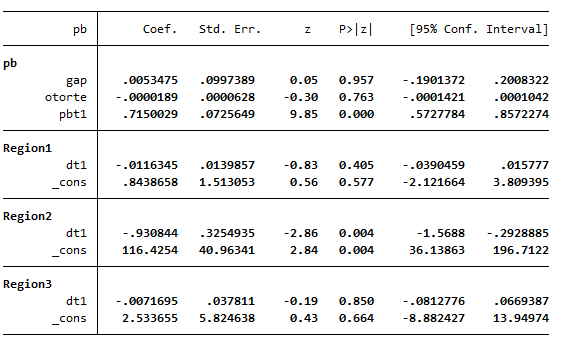 pb Coef. Std. Err. z P>|z| [95% Conf. Interval]
pb
gap .0053475 .0997389 0.05 0.957 -.1901372 .2008322
otorte -.0000189 .0000628 -0.30 0.763 -.0001421 .0001042
pbt1 .7150029 .0725649 9.85 0.000 .5727784 .8572274
Region1
dt1 -.0116345 .0139857 -0.83 0.405 -.0390459 .015777
_cons .8438658 1.513053 0.56 0.577 -2.121664 3.809395
Region2
dt1 -.930844 .3254935 -2.86 0.004 -1.5688 -.2928885
_cons 116.4254 40.96341 2.84 0.004 36.13863 196.7122
Region3
dt1 -.0071695 .037811 -0.19 0.850 -.0812776 .0669387
_cons 2.533655 5.824638 0.43 0.664 -8.882427 13.94974